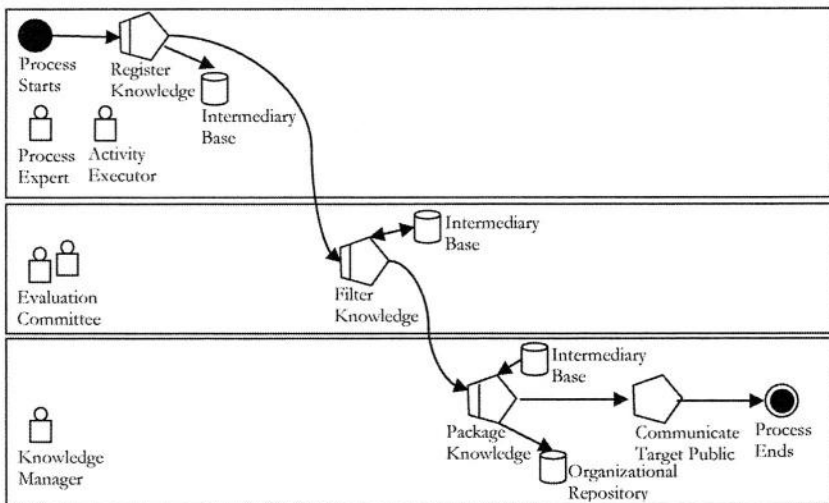 Process
Starts
Register
Knowledge
Intermediary
Base
Process
Expert
Activity
Executor
Intermediary
Base
Evaluation
Committee
Filter
Knowledge
Intermediary
Base
Knowledge
Manager
Package
Knowledge
Organizational
Repository
Communicate
Target Public
Process
Ends